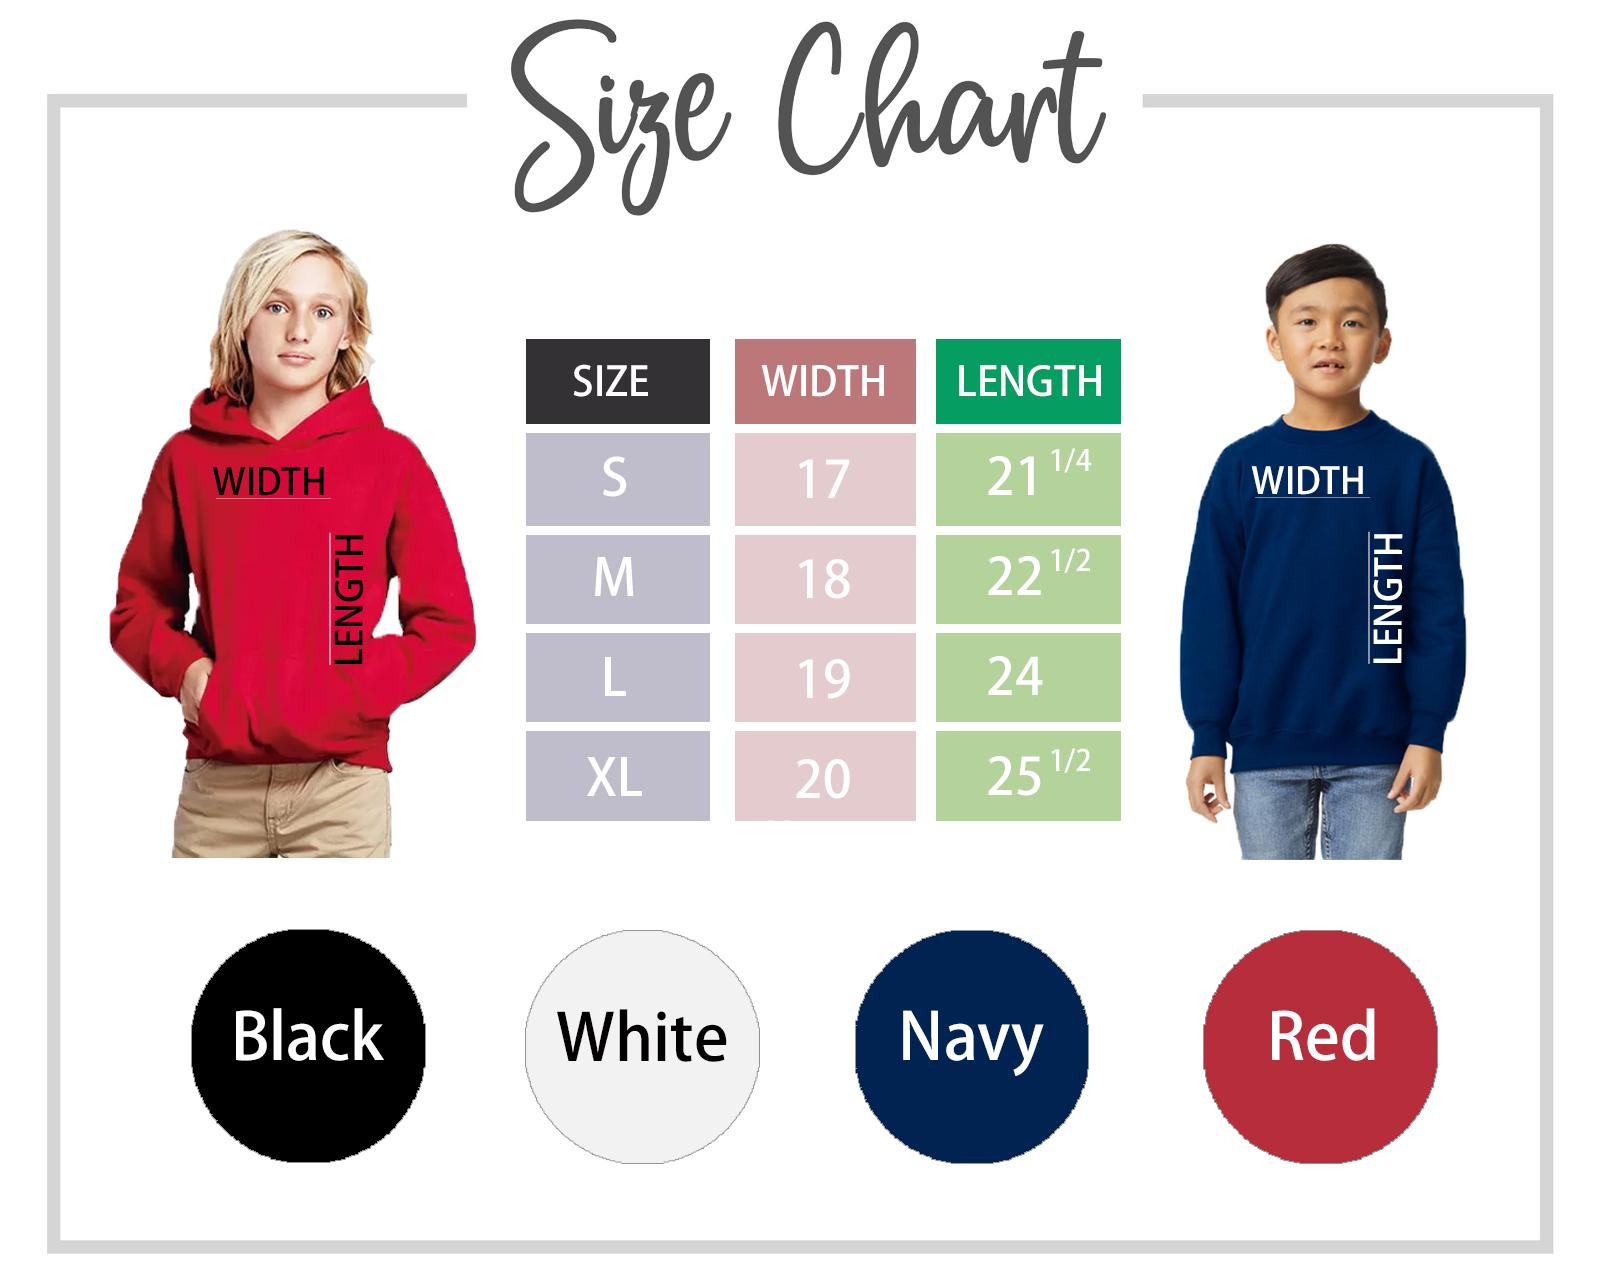 Size Chart
SIZE WIDTH LENGTH
S 17 21 1/4
M 18 22 1/2
L 19 24
XL 20 25 1/2
WIDTH
LENGTH
WIDTH
LENGTH
Black White Navy Red